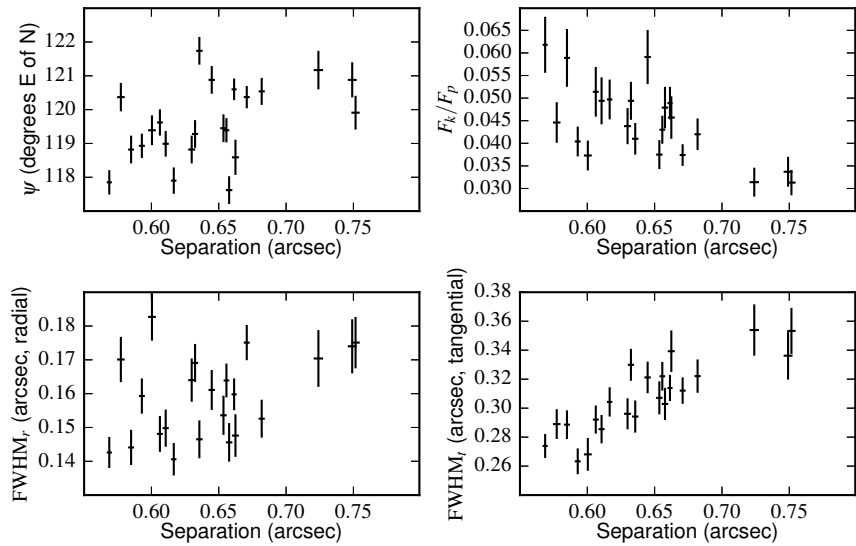 122
121
120
119
118
ψ (degrees E of N)
0.60 0.65 0.70 0.75
Separation (arcsec)
0.065
0.060
0.055
0.050
0.045
0.040
0.035
0.030
F_k/F_p
0.60 0.65 0.70 0.75
Separation (arcsec)
0.18
0.17
0.16
0.15
0.14
FWHM_r (arcsec, radial)
0.60 0.65 0.70 0.75
Separation (arcsec)
0.38
0.36
0.34
0.32
0.30
0.28
0.26
FWHM_t (arcsec, tangential)
0.60 0.65 0.70 0.75
Separation (arcsec)